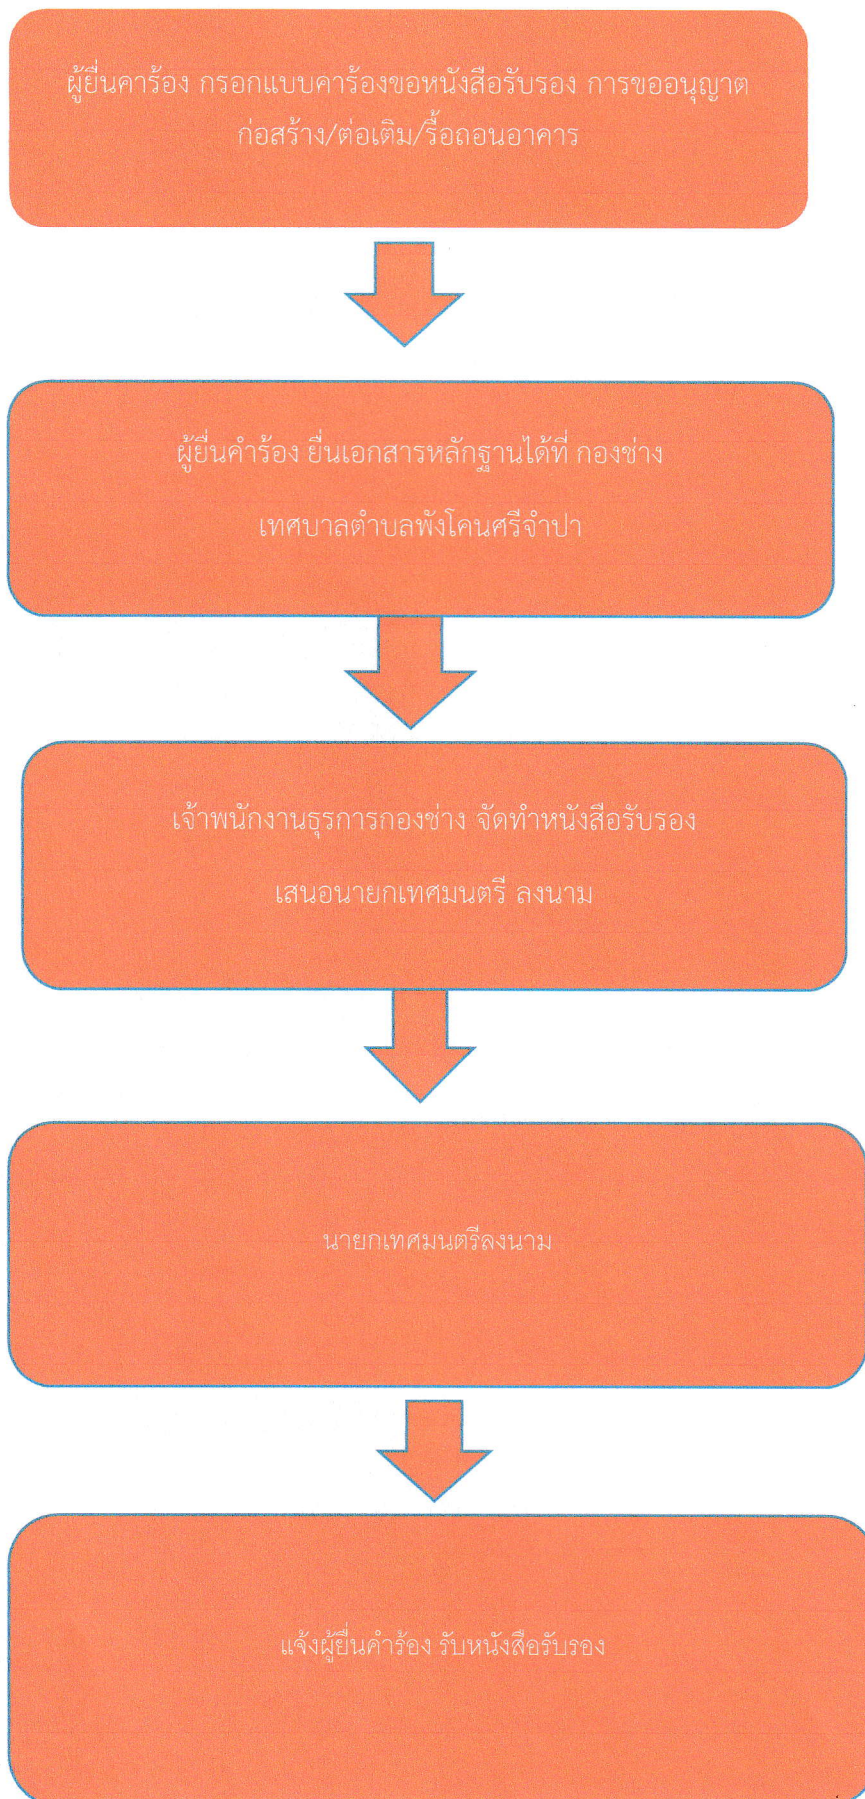 ผู้ยื่นคาร้อง กรอกแบบคาร้องขอหนังสือรับรอง การขออนุญาต
ก่อสร้าง/ต่อเติม/รื้อถอนอาคาร
ผู้ยื่นคำร้อง ยื่นเอกสารหลักฐานได้ที่ กองช่าง
เทศบาลตำบลพังโคนศรีจำปา
เจ้าพนักงานธุรการกองช่าง จัดทำหนังสือรับรอง
เสนอนายกเทศมนตรี ลงนาม
นายกเทศมนตรีลงนาม
แจ้งผู้ยื่นคำร้อง รับหนังสือรับรอง